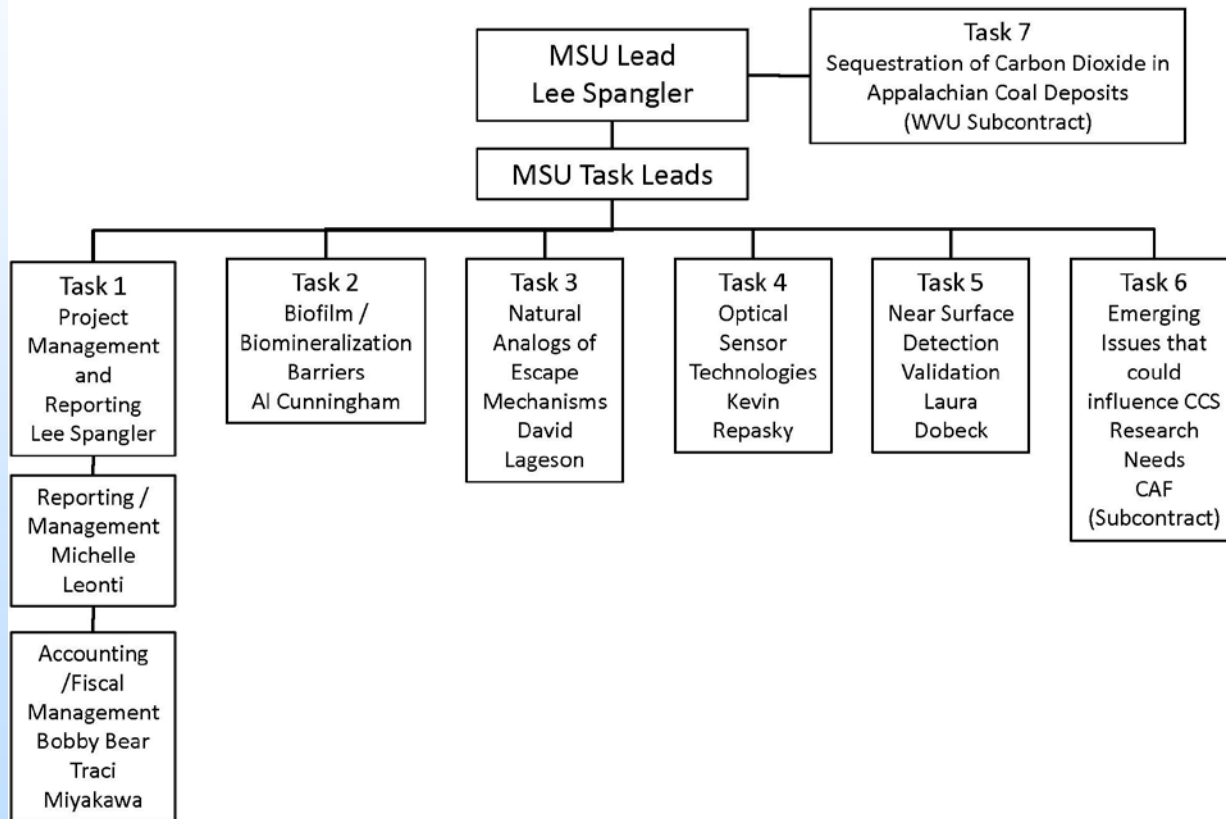 MSU Lead
Lee Spangler
Task 7
Sequestration of Carbon Dioxide in
Appalachian Coal Deposits
(WVU Subcontract)
MSU Task Leads
Task 1
Project
Management
and
Reporting
Lee Spangler
Task 2
Biofilm /
Biomineralization
Barriers
Al Cunningham
Task 3
Natural
Analogs of
Escape
Mechanisms
David
Lageson
Task 4
Optical
Sensor
Technologies
Kevin
Repasky
Task 5
Near Surface
Detection
Validation
Laura
Dobeck
Task 6
Emerging
Issues that
could
influence CCS
Research
Needs
CAF
(Subcontract)
Reporting /
Management
Michelle
Leonti
Accounting
/Fiscal
Management
Bobby Bear
Traci
Miyakawa